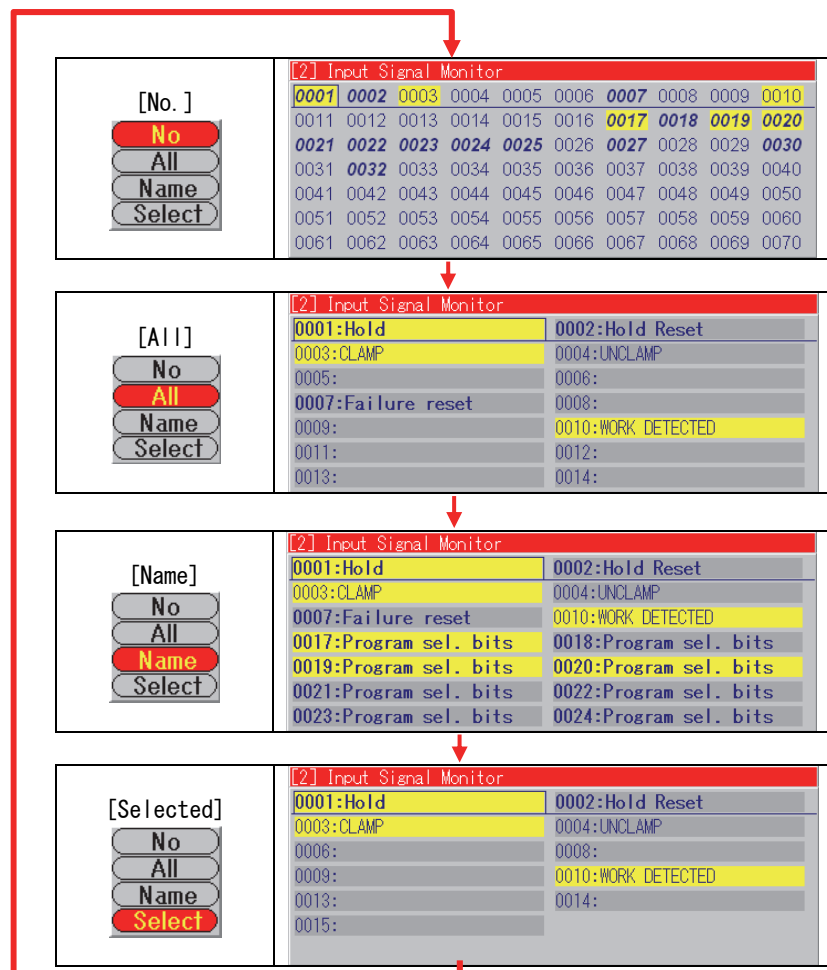 [No.]
No
All
Name
Select
[2] Input Signal Monitor
0001 0002 0003 0004 0005 0006 0007 0008 0009 0010
0011 0012 0013 0014 0015 0016 0017 0018 0019 0020
0021 0022 0023 0024 0025 0026 0027 0028 0029 0030
0031 0032 0033 0034 0035 0036 0037 0038 0039 0040
0041 0042 0043 0044 0045 0046 0047 0048 0049 0050
0051 0052 0053 0054 0055 0056 0057 0058 0059 0060
0061 0062 0063 0064 0065 0066 0067 0068 0069 0070
[All]
No
All
Name
Select
[2] Input Signal Monitor
0001:Hold 0002:Hold Reset
0003:CLAMP 0004:UNCLAMP
0005: 0006:
0007:Failure reset 0008:
0009: 0010:WORK DETECTED
0011: 0012:
0013: 0014:
[Name]
No
All
Name
Select
[2] Input Signal Monitor
0001:Hold 0002:Hold Reset
0003:CLAMP 0004:UNCLAMP
0007:Failure reset 0010:WORK DETECTED
0017:Program sel. bits 0018:Program sel. bits
0019:Program sel. bits 0020:Program sel. bits
0021:Program sel. bits 0022:Program sel. bits
0023:Program sel. bits 0024:Program sel. bits
[Selected]
No
All
Name
Select
[2] Input Signal Monitor
0001:Hold 0002:Hold Reset
0003:CLAMP 0004:UNCLAMP
0006: 0008:
0009: 0010:WORK DETECTED
0013: 0014:
0015: